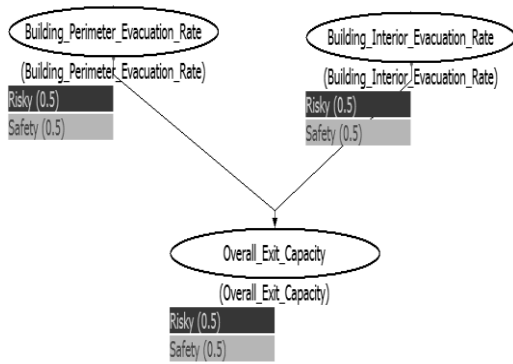 Building_Perimeter_Evacuation_Rate
(Building_Perimeter_Evacuation_Rate)
Risky (0.5)
Safety (0.5)
Building_Interior_Evacuation_Rate
(Building_Interior_Evacuation_Rate)
Risky (0.5)
Safety (0.5)
Overall_Exit_Capacity
(Overall_Exit_Capacity)
Risky (0.5)
Safety (0.5)